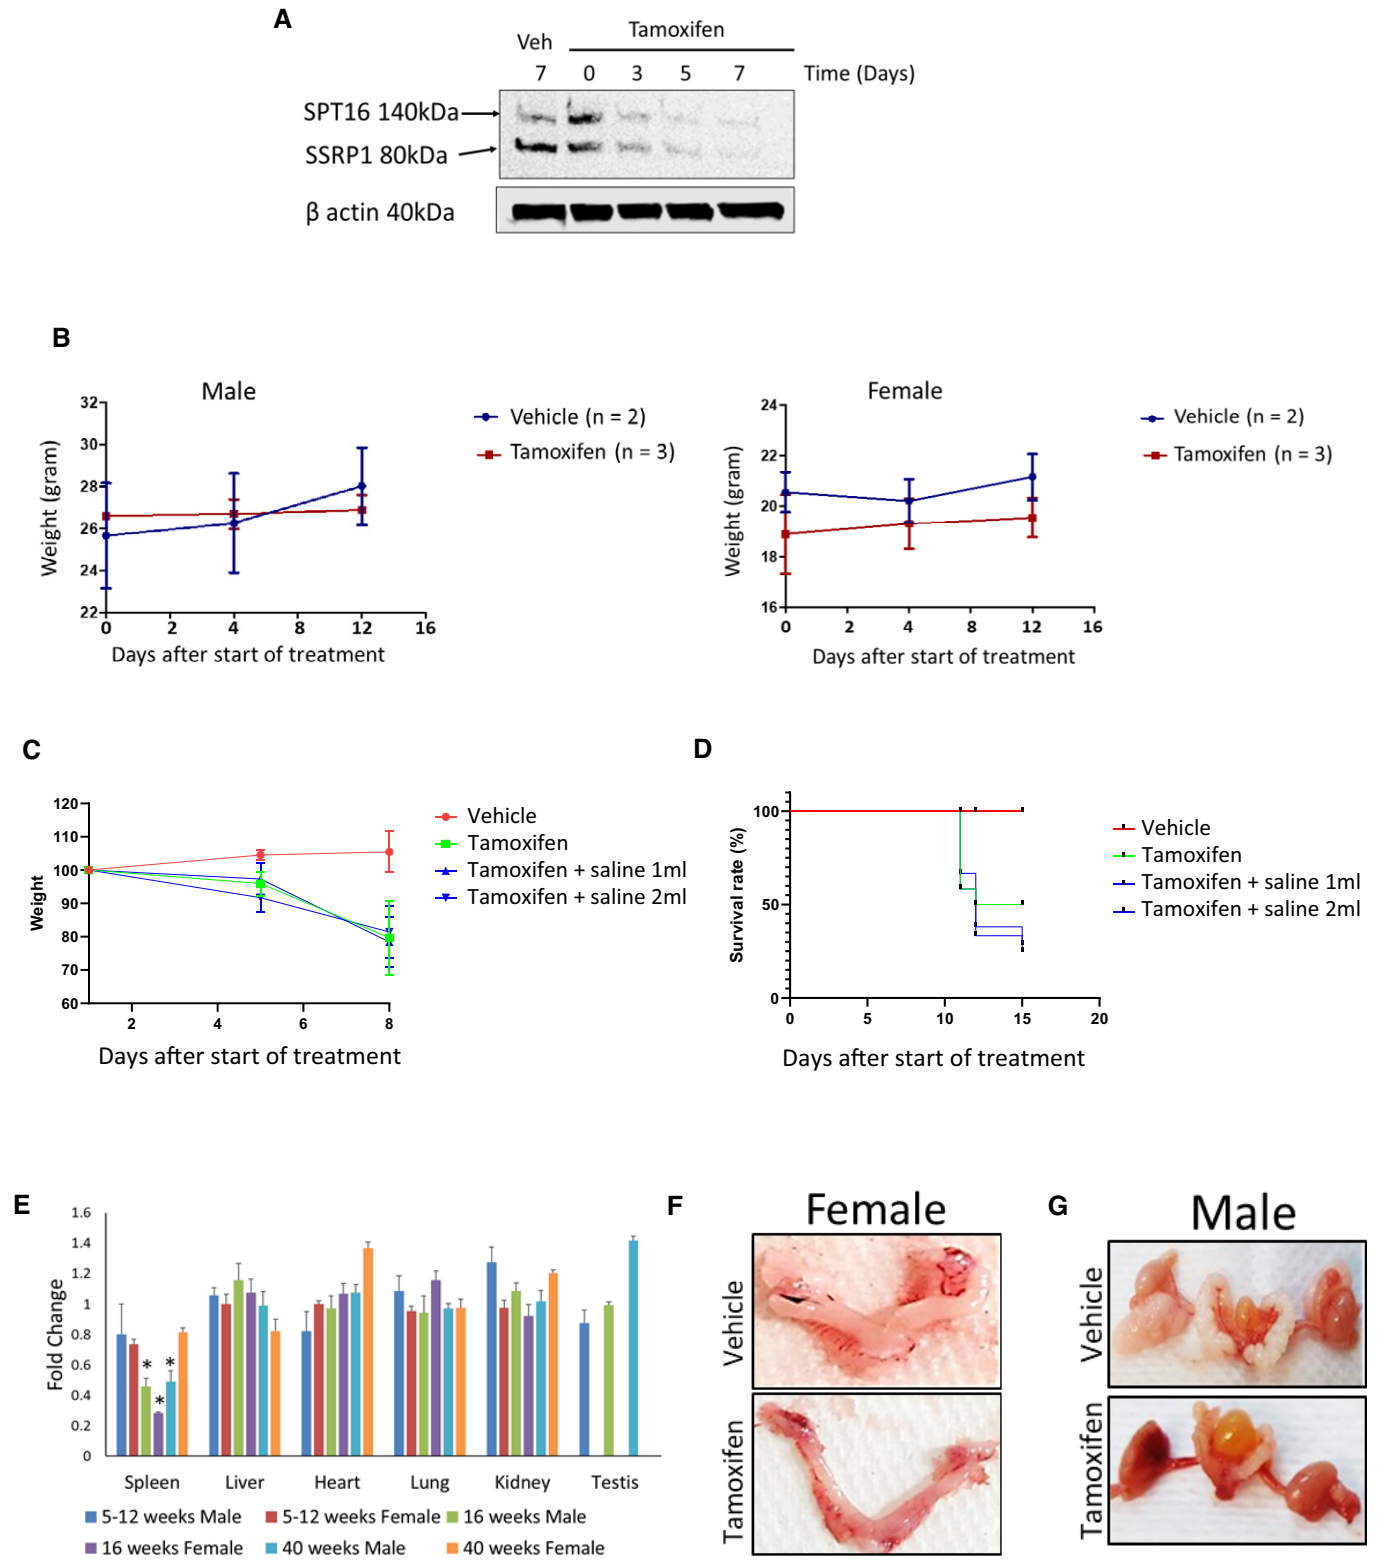 A
Tamoxifen
Veh
7 0 3 5 7 Time (Days)
SPT16 140kDa
SSRP1 80kDa
β actin 40kDa
B
Male
Weight (gram)
32
30
28
26
24
22
0 2 4 8 12 16
Days after start of treatment
Vehicle (n = 2)
Tamoxifen (n = 3)
Female
Weight (gram)
24
22
20
18
16
0 2 4 8 12 16
Days after start of treatment
Vehicle (n = 2)
Tamoxifen (n = 3)
C
Weight
120
110
100
90
80
70
60
2 4 6 8
Days after start of treatment
Vehicle
Tamoxifen
Tamoxifen + saline 1ml
Tamoxifen + saline 2ml
D
Survival rate (%)
100
50
0
0 5 10 15 20
Days after start of treatment
Vehicle
Tamoxifen
Tamoxifen + saline 1ml
Tamoxifen + saline 2ml
E
Fold Change
1.6
1.4
1.2
1
0.8
0.6
0.4
0.2
0
* * *
Spleen Liver Heart Lung Kidney Testis
5-12 weeks Male 5-12 weeks Female 16 weeks Male
16 weeks Female 40 weeks Male 40 weeks Female
F
Female
Vehicle
Tamoxifen
G
Male
Vehicle
Tamoxifen